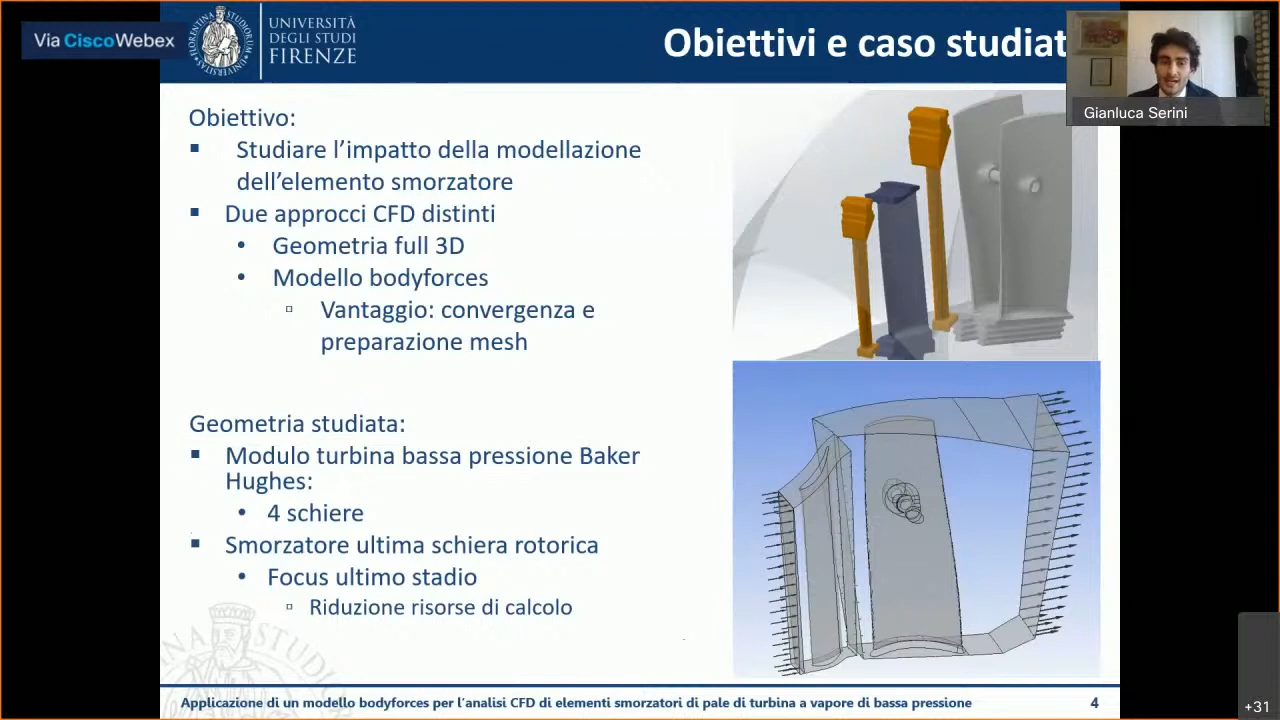 Via Cisco Webex
UNIVERSITÀ
DEGLI STUDI
FIRENZE
Obiettivi e caso studiat
Gianluca Serini
Obiettivo:
▪ Studiare l’impatto della modellazione
dell’elemento smorzatore
▪ Due approcci CFD distinti
• Geometria full 3D
• Modello bodyforces
▫ Vantaggio: convergenza e
preparazione mesh
Geometria studiata:
▪ Modulo turbina bassa pressione Baker
Hughes:
• 4 schiere
▪ Smorzatore ultima schiera rotorica
• Focus ultimo stadio
▫ Riduzione risorse di calcolo
Applicazione di un modello bodyforces per l’analisi CFD di elementi smorzatori di pale di turbina a vapore di bassa pressione
4
+31